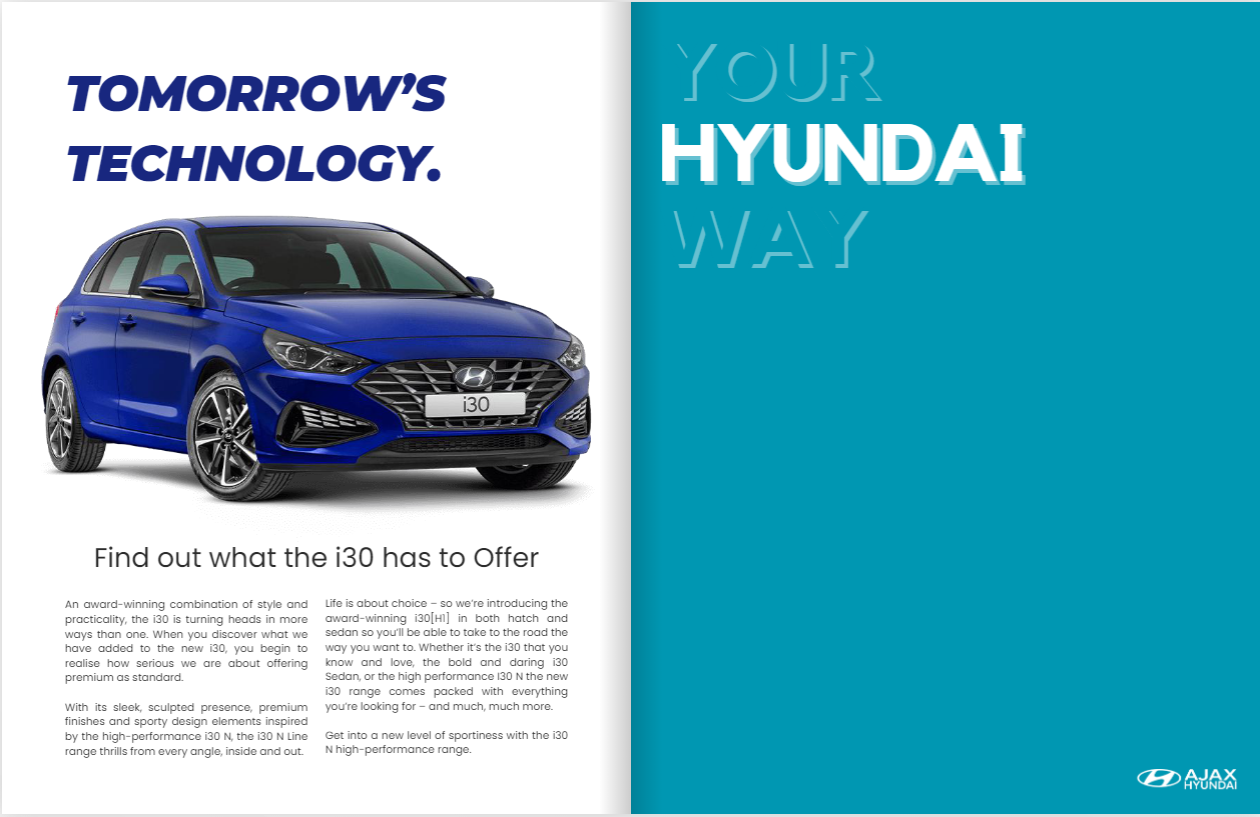 TOMORROW'S
TECHNOLOGY.
i30
Find out what the i30 has to Offer
An award-winning combination of style and
practicality, the i30 is turning heads in more
ways than one. When you discover what we
have added to the new i30, you begin to
realise how serious we are about offering
premium as standard.
With its sleek, sculpted presence, premium
finishes and sporty design elements inspired
by the high-performance i30 N, the i30 N Line
range thrills from every angle, inside and out.
Life is about choice – so we're introducing the
award-winning i30[H1] in both hatch and
sedan so you'll be able to take to the road the
way you want to. Whether it's the i30 that you
know and love, the bold and daring i30
Sedan, or the high performance i30 N the new
i30 range comes packed with everything
you're looking for – and much, much more.
Get into a new level of sportiness with the i30
N high-performance range.
YOUR
HYUNDAI
WAY
AJAX
HYUNDAI